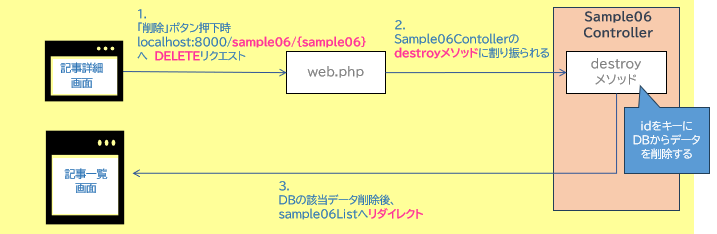 1.
「削除」ボタン押下時
localhost:8000/sample06/{sample06}
へ DELETEリクエスト
2.
Sample06Contollerの
destroyメソッドに割り振られる
Sample06
Controller
記事詳細
画面
web.php
destroy
メソッド
idをキーに
DBからデータ
を削除する
記事一覧
画面
3.
DBの該当データ削除後、
sample06Listへリダイレクト